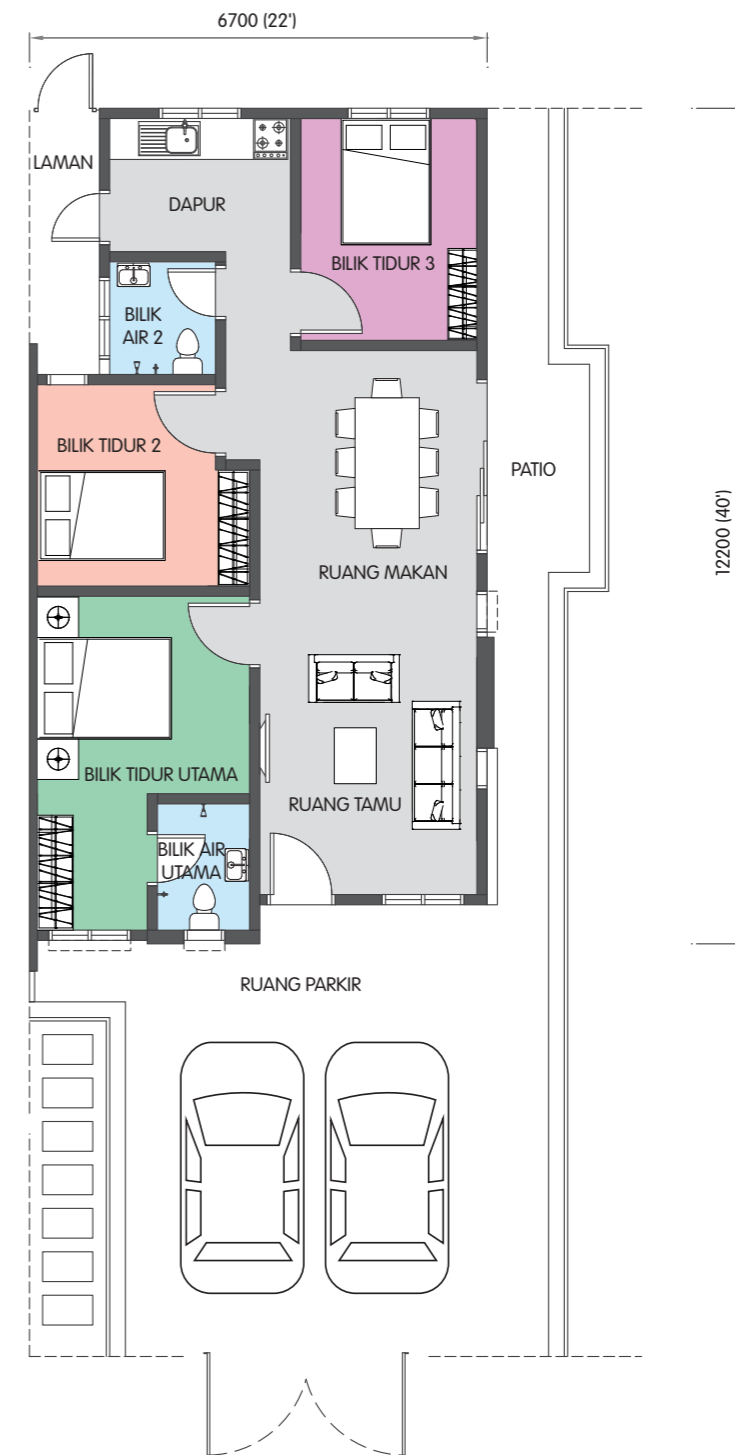 6700 (22')
LAMAN
DAPUR
BILIK TIDUR 3
BILIK
AIR 2
BILIK TIDUR 2
PATIO
12200 (40')
RUANG MAKAN
BILIK TIDUR UTAMA
RUANG TAMU
BILIK AIR
UTAMA
RUANG PARKIR